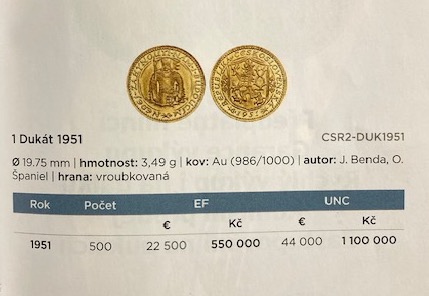 1 Dukát 1951 CSR2-DUK1951
Ø 19.75 mm | hmotnost: 3,49 g | kov: Au (986/1000) | autor: J. Benda, O.
Španiel | hrana: vroubkovaná
Rok Počet EF UNC
€ Kč € Kč
1951 500 22 500 550 000 44 000 1 100 000